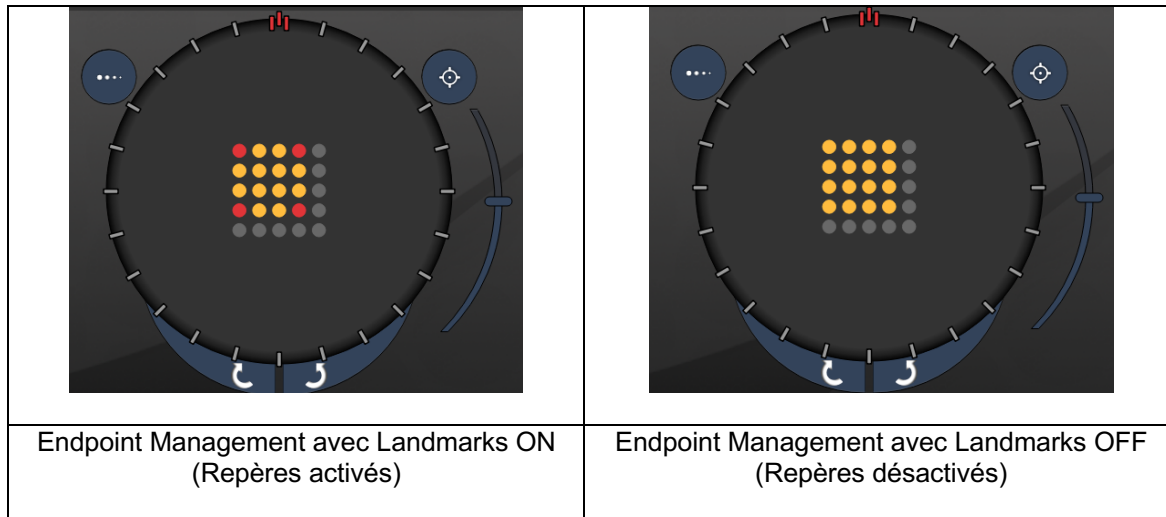 Endpoint Management avec Landmarks ON
(Repères activés)
Endpoint Management avec Landmarks OFF
(Repères désactivés)